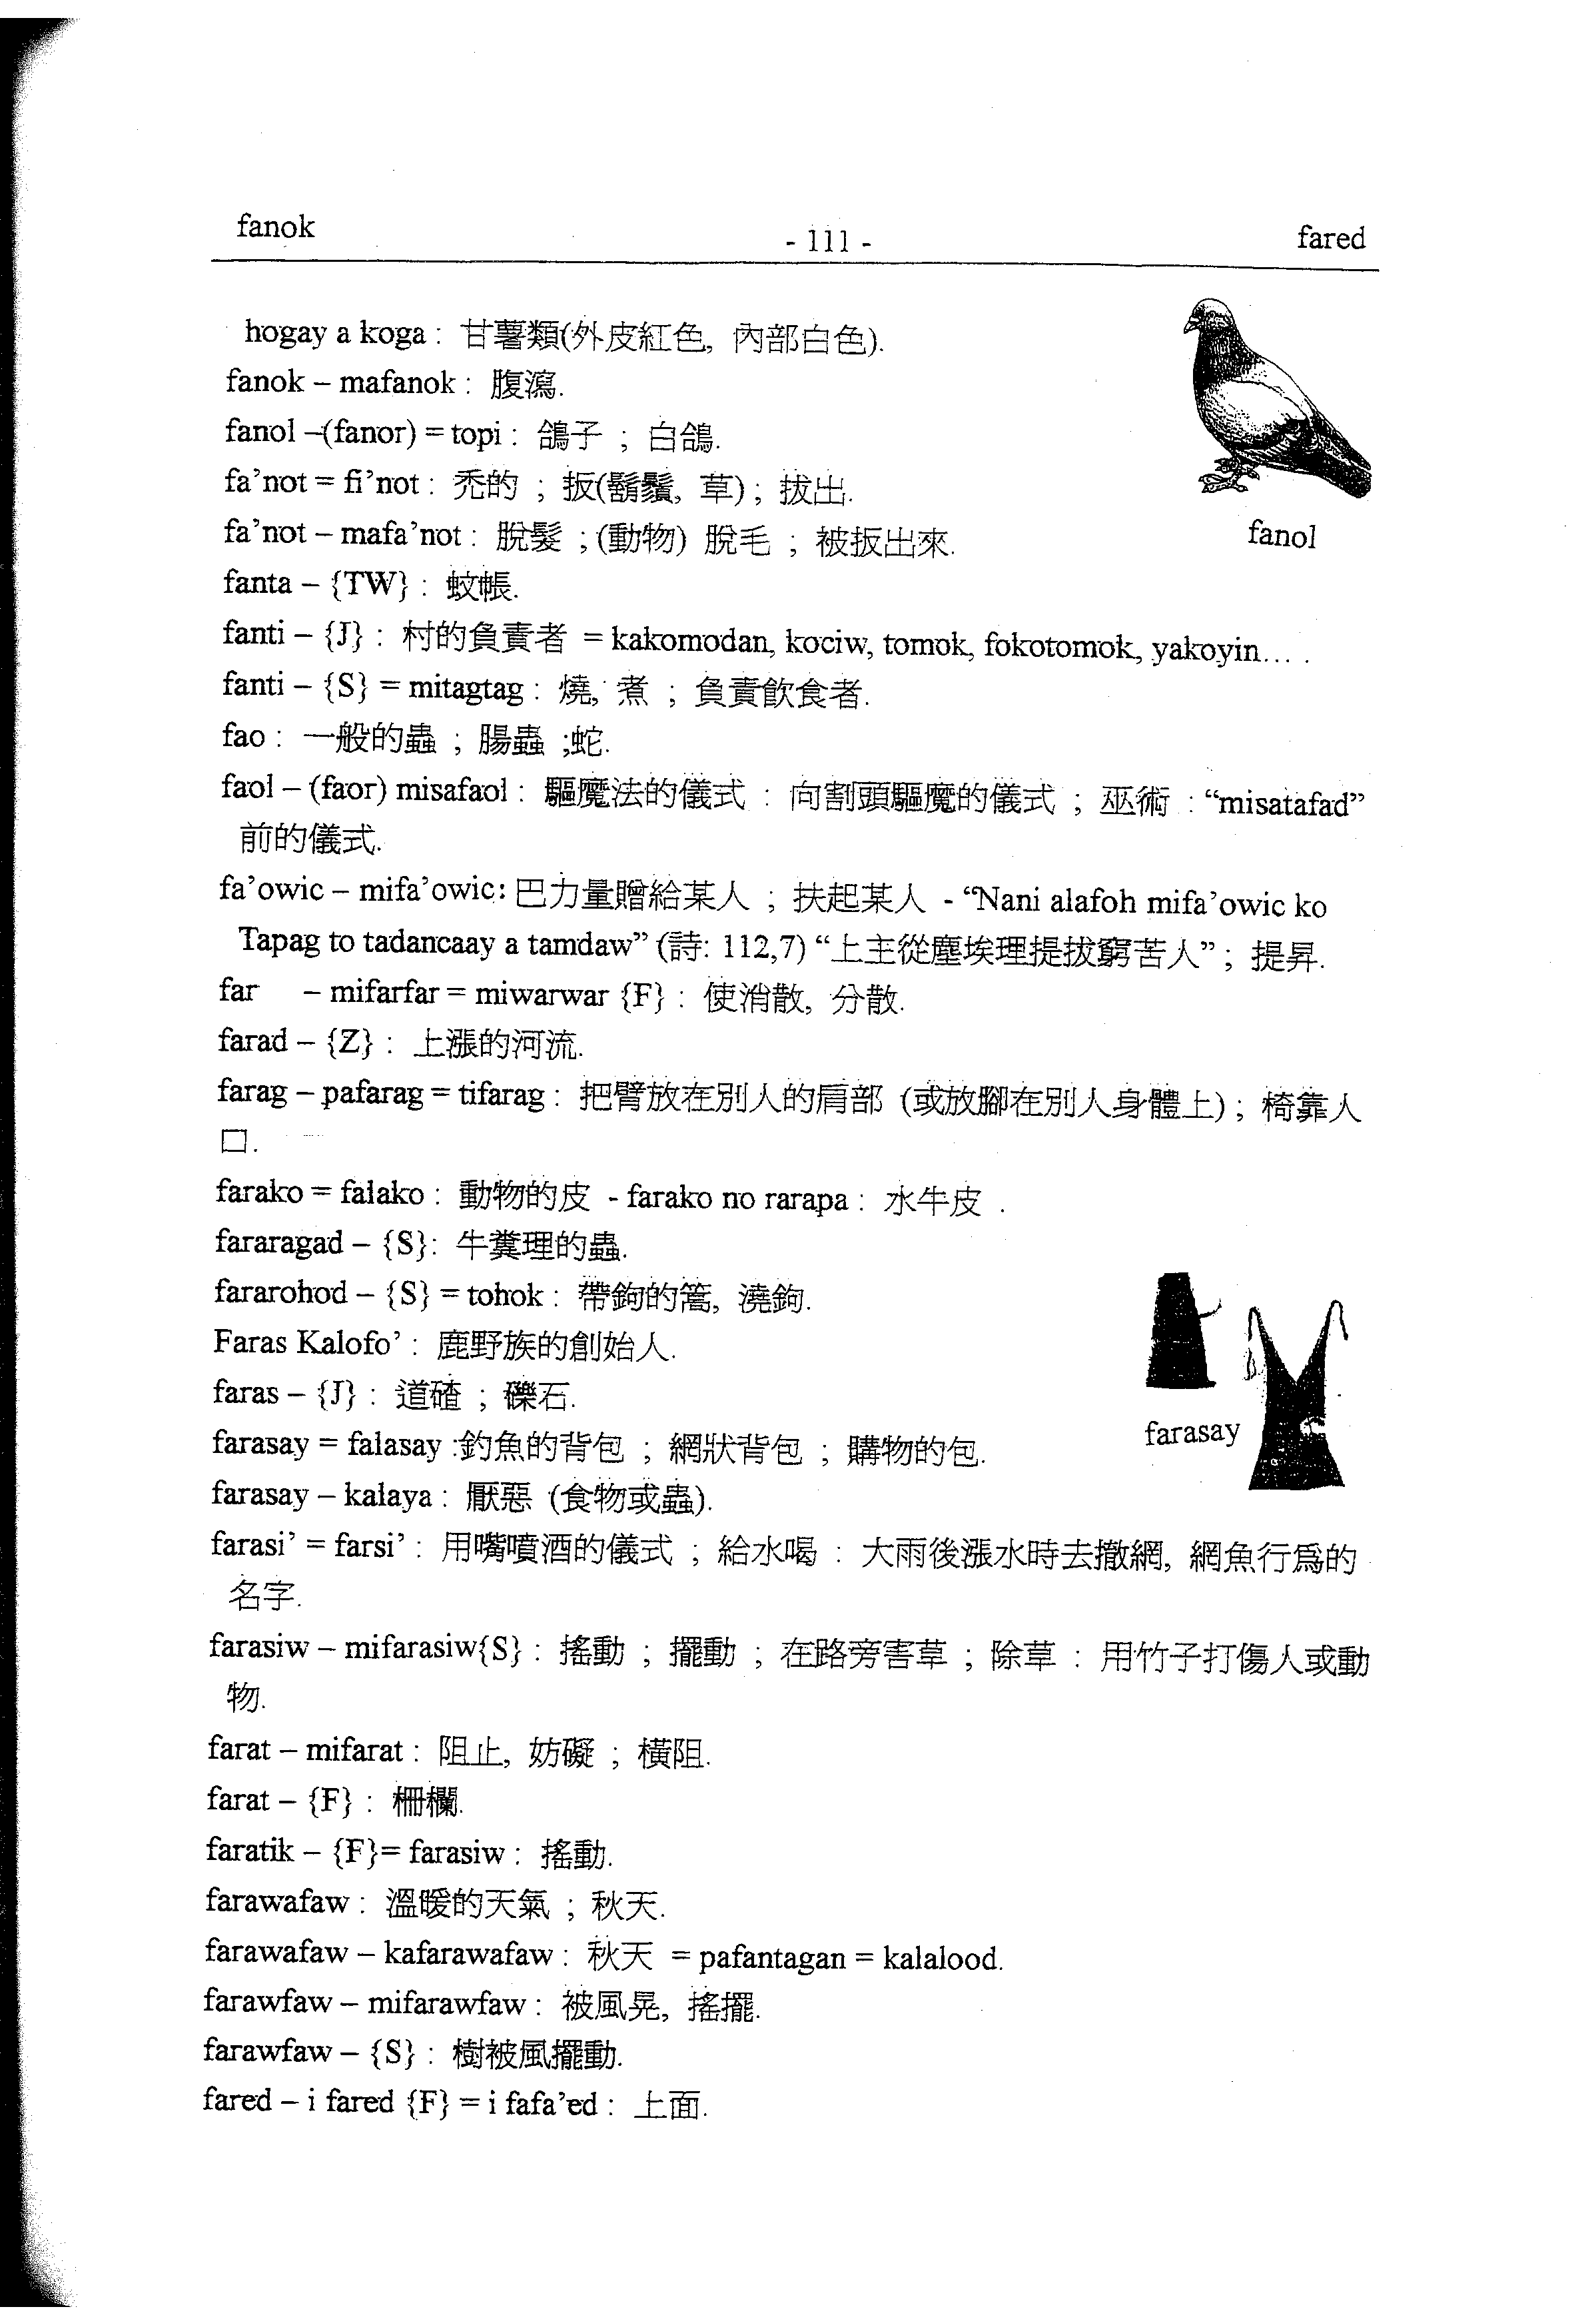 fanok
- 111 -
fared
hogay a koga : 甘薯類(外皮紅色, 內部白色).
fanok – mafanok : 腹瀉.
fanol –(fanor) = topi : 鴿子 ; 白鴿.
fa’not = fi’not : 禿的 ; 扳(鬍鬚, 草) ; 拔出.
fa’not – mafa’not : 脫髮 ; (動物) 脫毛 ; 被扳出來.
fanol
fanta – {TW} : 蚊帳.
fanti – {J} : 村的負責者 = kakomodan, kociw, tomok, fokotomok, yakoyin… .
fanti – {S} = mitagtag : 燒, 煮 ; 負責飲食者.
fao : 一般的蟲 ; 腸蟲 ;蛇.
faol – (faor) misafaol : 驅魔法的儀式 : 向割頭驅魔的儀式 ; 巫術 : “misatafad”
前的儀式.
fa’owic – mifa’owic: 巴力量贈給某人 ; 扶起某人 - “Nani alafoh mifa’owic ko
Tapag to tadancaay a tamdaw” (詩: 112,7) “上主從塵埃理提拔窮苦人” ; 提昇.
far – mifarfar = miwarwar {F} : 使消散, 分散.
farad – {Z} : 上漲的河流.
farag – pafarag = tifarag : 把臂放在別人的肩部 (或放腳在別人身體上) ; 椅靠人
口.
farako = falako : 動物的皮 - farako no rarapa : 水牛皮 .
fararagad – {S}: 牛糞理的蟲.
fararohod – {S} = tohok : 帶鉤的篙, 澆鉤.
Faras Kalofo’ : 鹿野族的創始人.
faras – {J} : 道碴 ; 礫石.
farasay = falasay :釣魚的背包 ; 網狀背包 ; 購物的包.
farasay
farasay – kalaya : 厭惡 (食物或蟲).
farasi’ = farsi’ : 用嘴噴酒的儀式 ; 給水喝 : 大雨後漲水時去撤網, 網魚行爲的
名字.
farasiw – mifarasiw{S} : 搖動 ; 擺動 ; 在路旁害草 ; 除草 : 用竹子打傷人或動
物.
farat – mifarat : 阻止, 妨礙 ; 橫阻.
farat – {F} : 柵欄.
faratik – {F}= farasiw : 搖動.
farawafaw : 溫暖的天氣 ; 秋天.
farawafaw – kafarawafaw : 秋天 = pafantagan = kalalood.
farawfaw – mifarawfaw : 被風晃, 搖擺.
farawfaw – {S} : 樹被風擺動.
fared – i fared {F} = i fafa’ed : 上面.